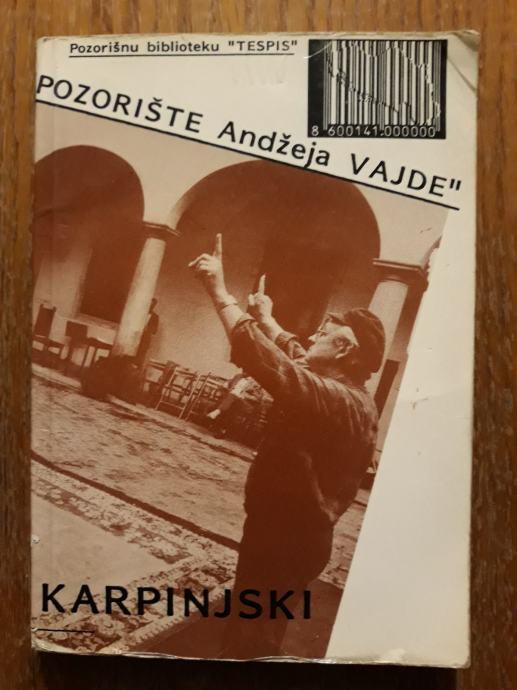 Pozorišnu biblioteku "TESPIS"
8 600141.000000
POZORIŠTE Andžeja VAJDE"
KARPINJSKI